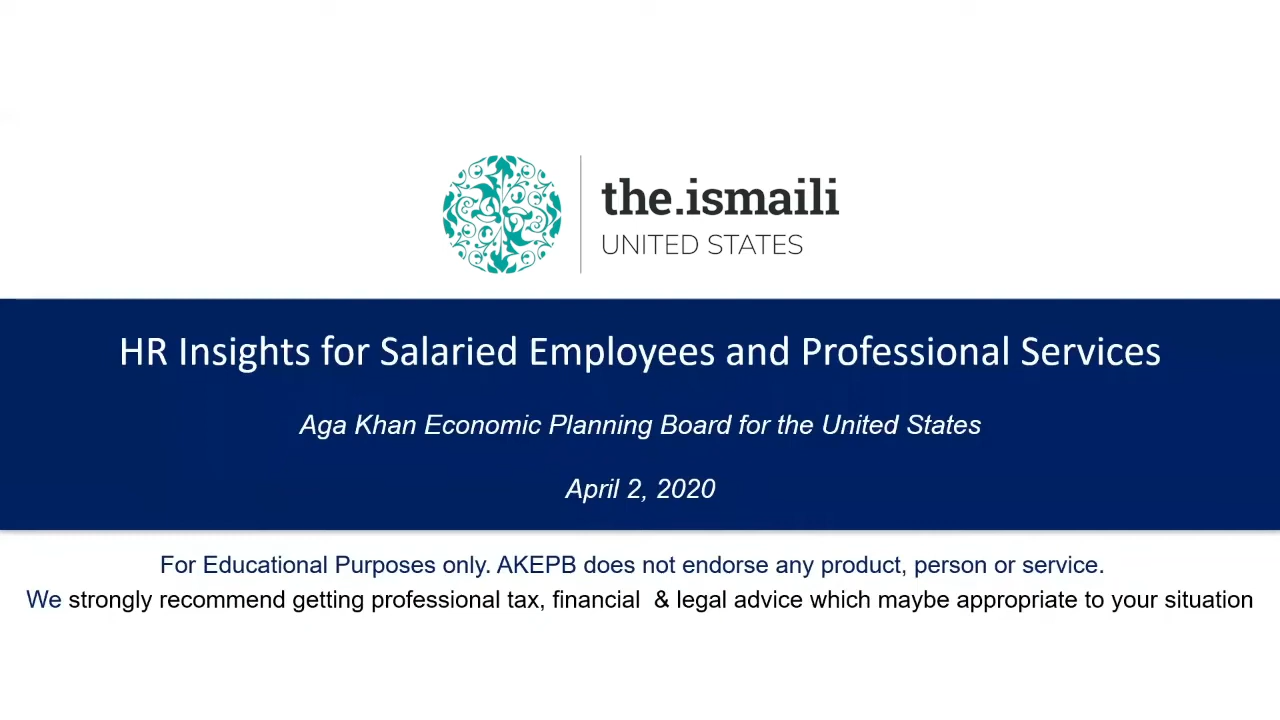 the.ismaili
UNITED STATES
HR Insights for Salaried Employees and Professional Services
Aga Khan Economic Planning Board for the United States
April 2, 2020
For Educational Purposes only. AKEPB does not endorse any product, person or service.
We strongly recommend getting professional tax, financial & legal advice which maybe appropriate to your situation